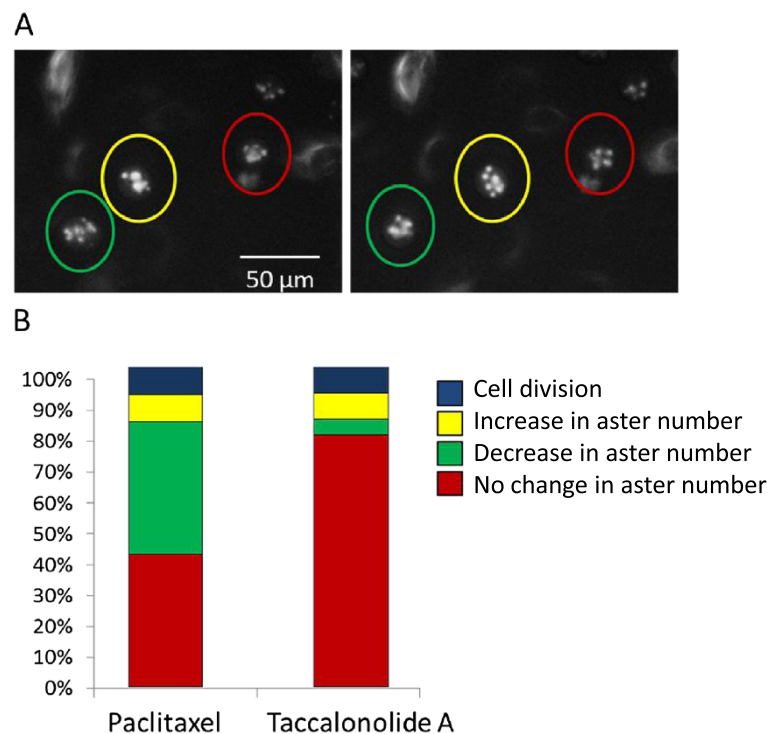 A
50 μm
B
100%
90%
80%
70%
60%
50%
40%
30%
20%
10%
0%
Paclitaxel
Taccalonolide A
Cell division
Increase in aster number
Decrease in aster number
No change in aster number